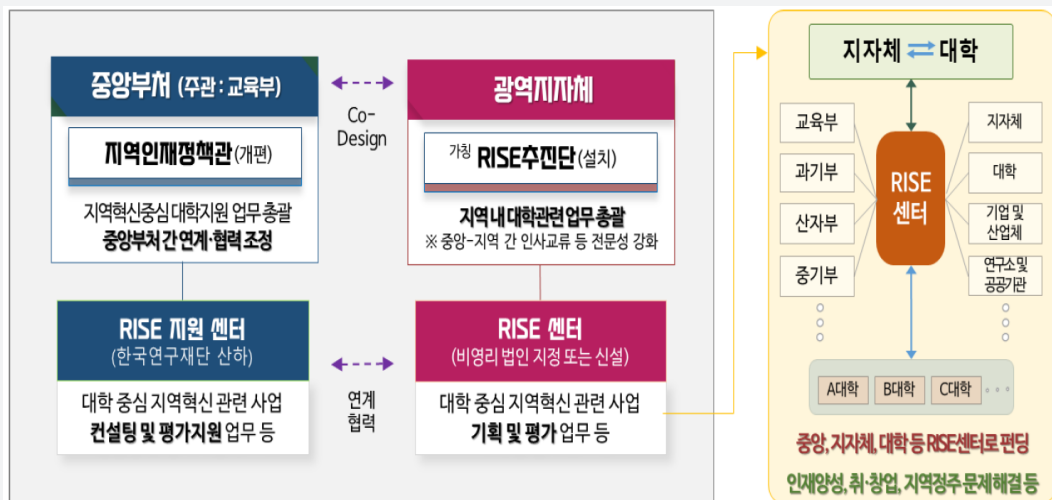 중앙부처 (주관 : 교육부)
지역인재정책관(개편)
지역혁신중심 대학지원 업무 총괄
중앙부처 간 연계·협력 조정
Co-
Design
광역지자체
가칭 RISE추진단(설치)
지역 내 대학관련 업무 총괄
※ 중앙-지역 간 인사교류 등 전문성 강화
RISE 지원 센터
(한국연구재단 산하)
대학 중심 지역혁신 관련 사업
컨설팅 및 평가지원 업무 등
연계
협력
RISE 센터
(비영리 법인 지정 또는 신설)
대학 중심 지역혁신 관련 사업
기획 및 평가 업무 등
지자체 ⇄ 대학
교육부
과기부
산자부
중기부
RISE
센터
지자체
대학
기업 및
산업체
연구소 및
공공기관
A대학 B대학 C대학 ···
중앙, 지자체, 대학 등 RISE센터로 펀딩
인재양성, 취·창업, 지역정주 문제 해결 등